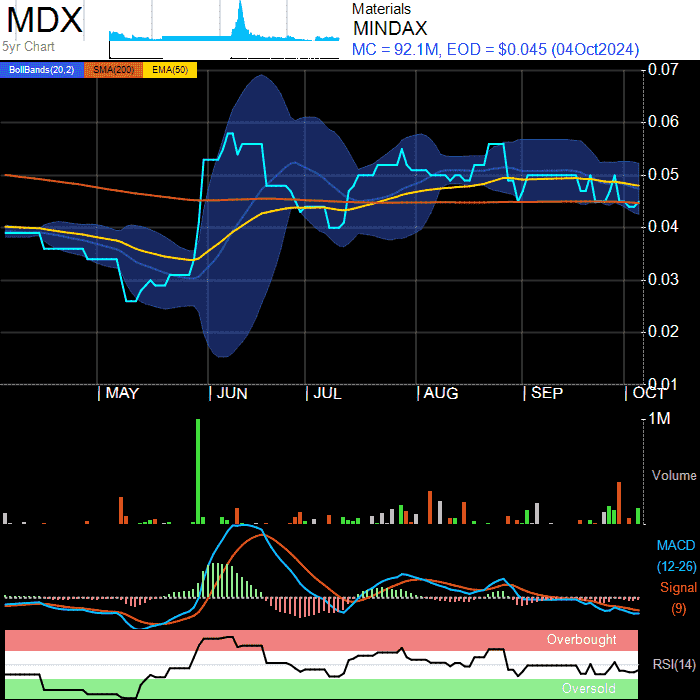 MDX
5yr Chart
Materials
MINDAX
MC = 92.1M, EOD = $0.045 (04Oct2024)
BollBands(20,2) SMA(200) EMA(50)
0.07
0.06
0.05
0.04
0.03
0.02
0.01
MAY JUN JUL AUG SEP OCT
1M
Volume
MACD
(12-26)
Signal
(9)
Overbought
RSI(14)
Oversold